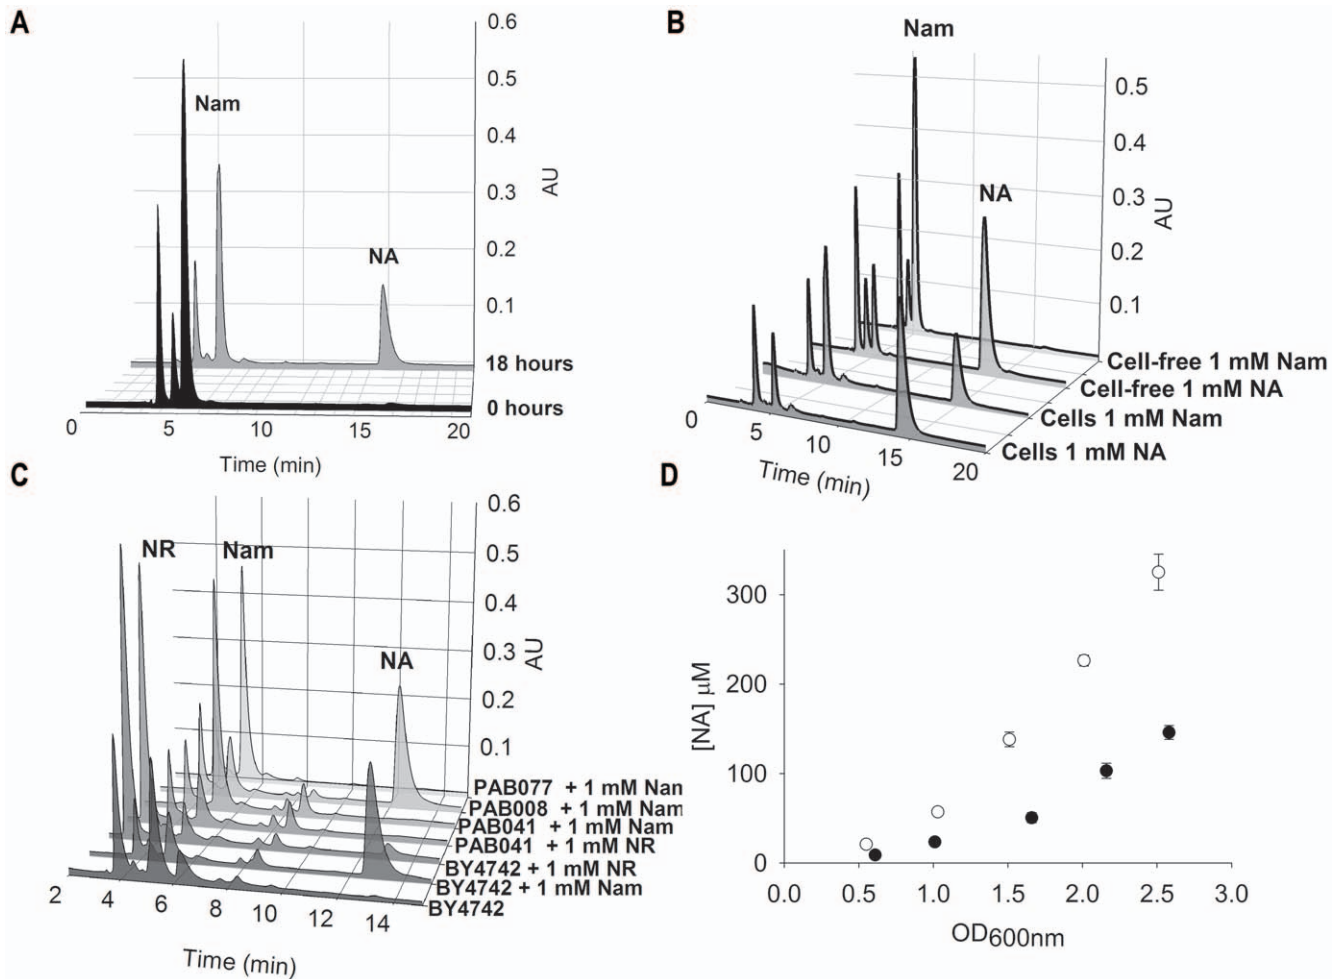 A
0.6
0.5
0.4
0.3
0.2
0.1
AU
Nam
NA
18 hours
0 hours
0
5
10
15
20
Time (min)
B
Nam
NA
0.5
0.4
0.3
0.2
0.1
AU
Cell-free 1 mM Nam
Cell-free 1 mM NA
Cells 1 mM Nam
Cells 1 mM NA
0
5
10
15
20
Time (min)
C
NR
Nam
NA
0.6
0.5
0.4
0.3
0.2
0.1
AU
PAB077 + 1 mM Nam
PAB008 + 1 mM Nam
PAB041 + 1 mM Nam
PAB041 + 1 mM NR
BY4742 + 1 mM NR
BY4742 + 1 mM Nam
BY4742
2
4
6
8
10
12
14
Time (min)
D
300
200
100
0
[NA] μM
0.0
0.5
1.0
1.5
2.0
2.5
3.0
OD600nm